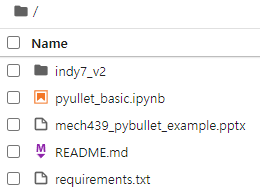 /
Name
indy7_v2
pyullet_basic.ipynb
mech439_pybullet_example.pptx
README.md
requirements.txt